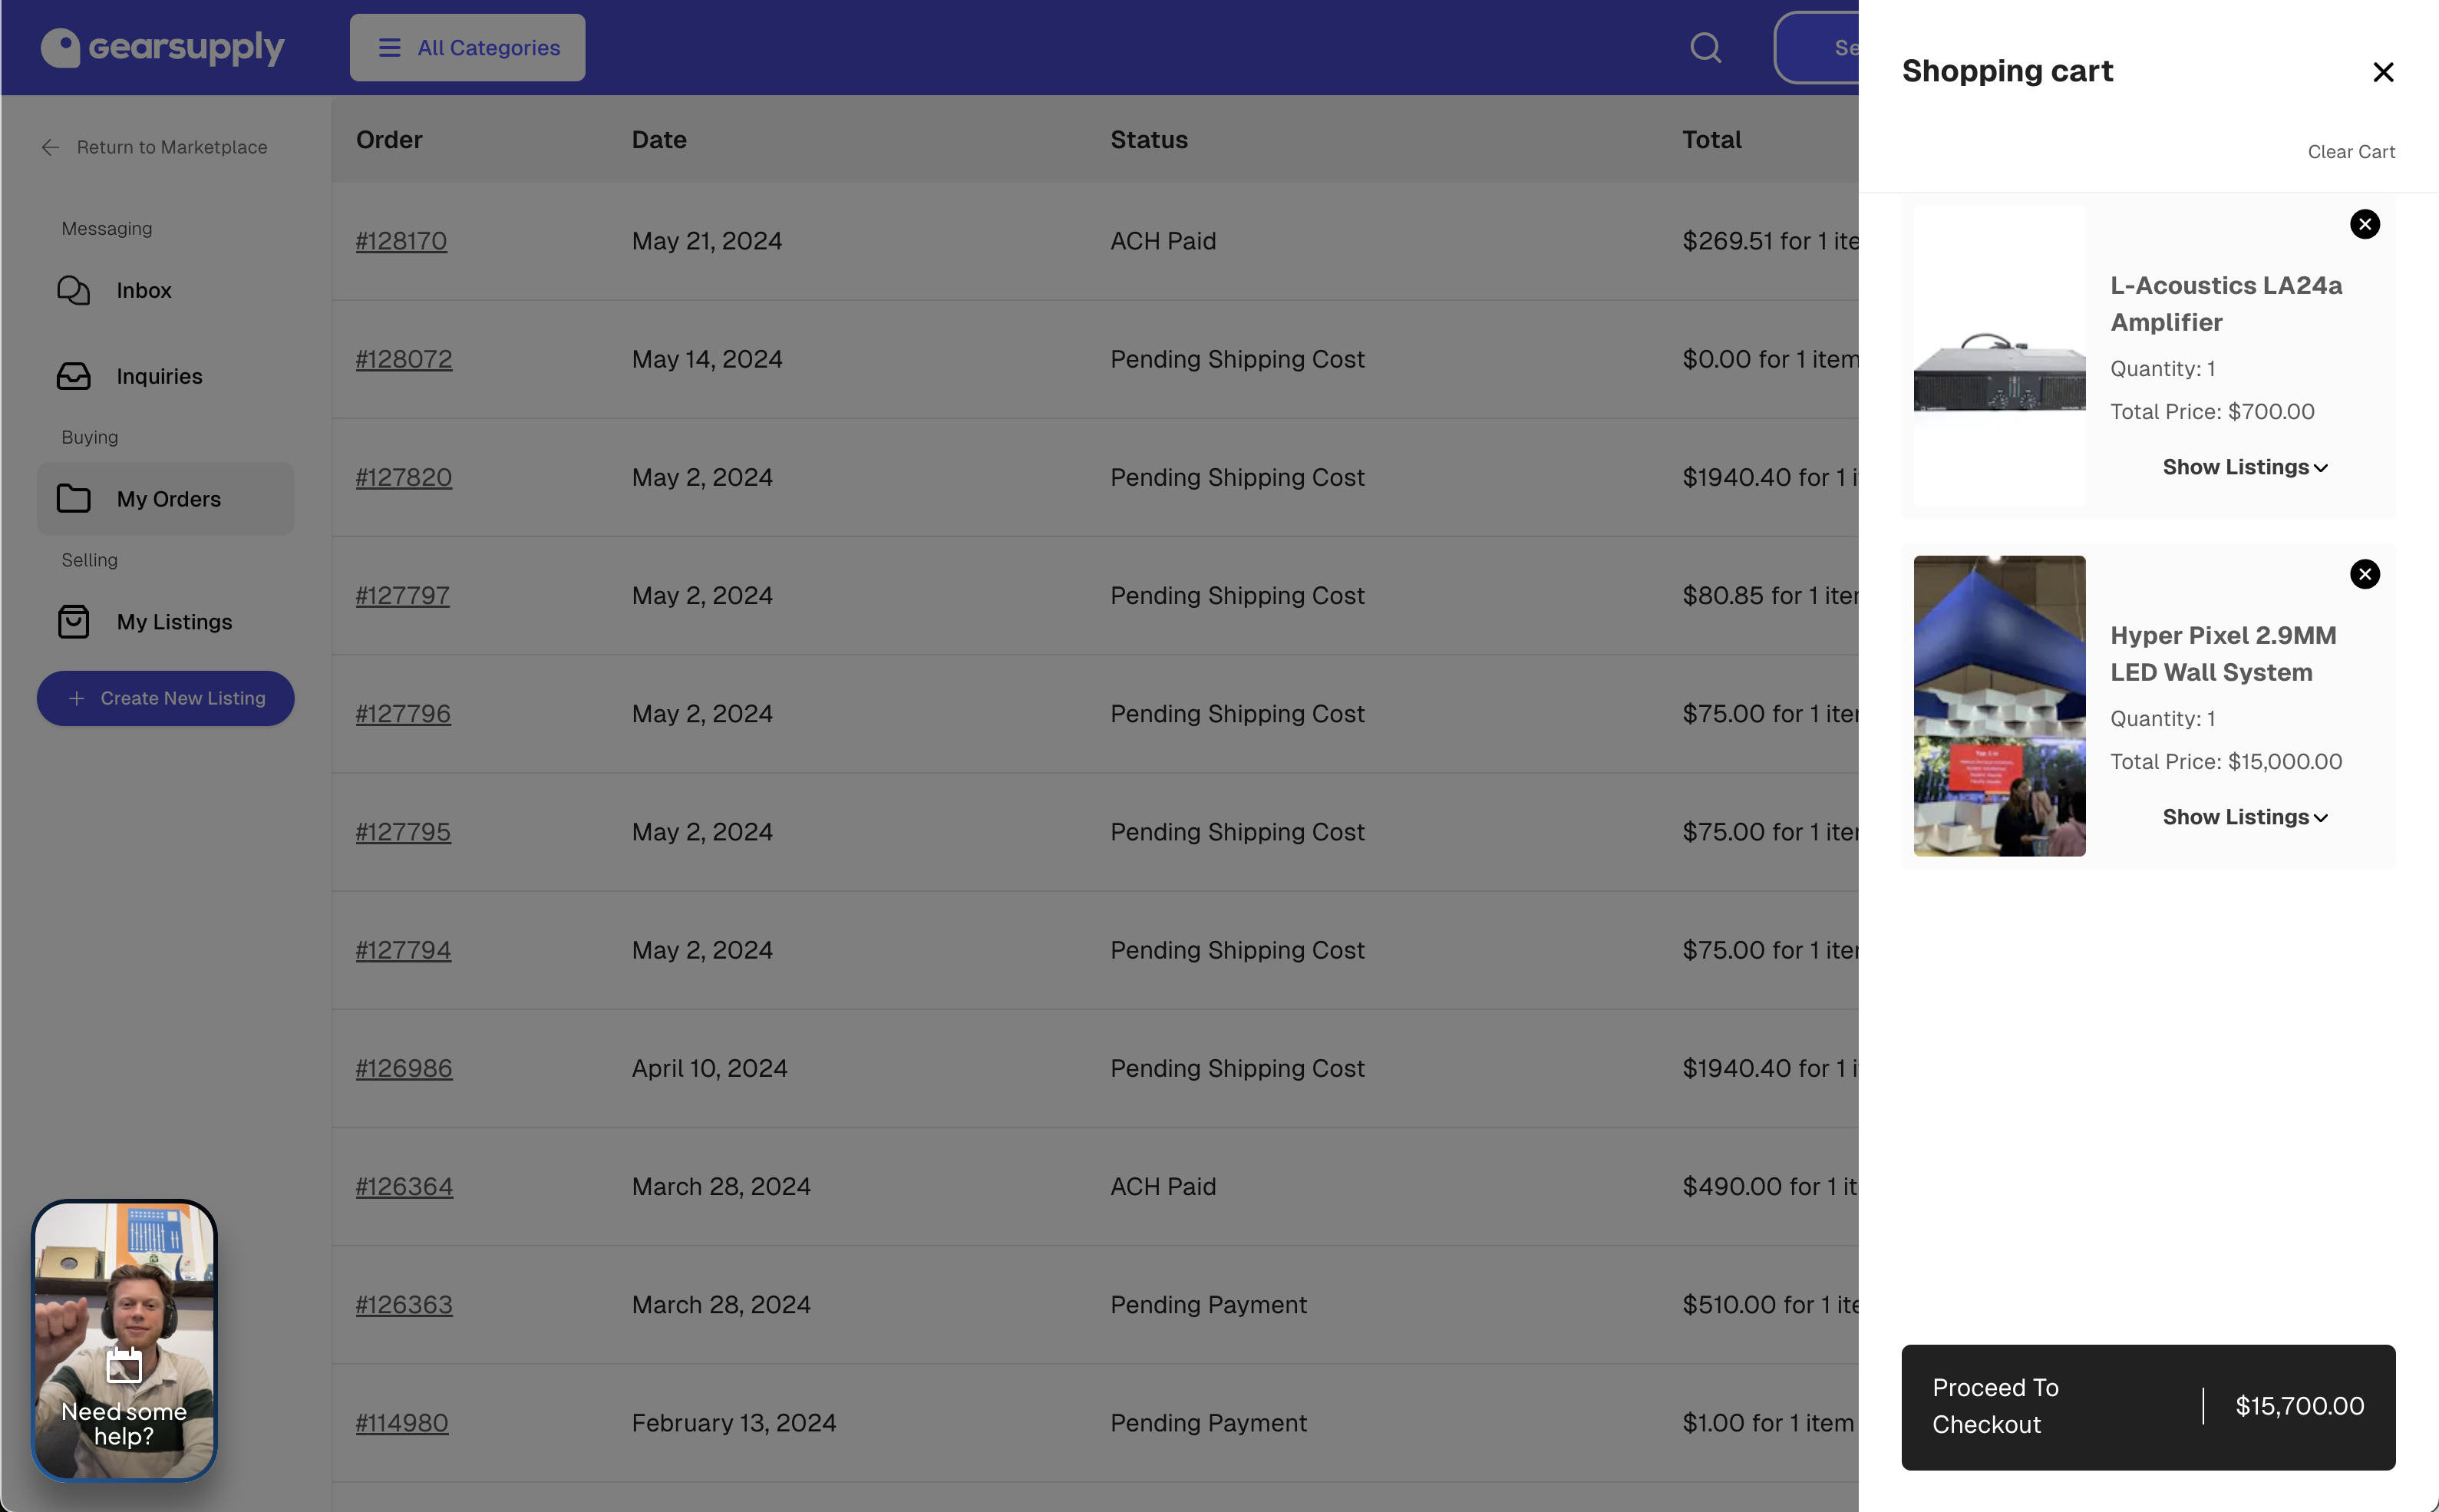 gearsupply
All Categories
Se
Return to Marketplace
Messaging
Inbox
Inquiries
Buying
My Orders
Selling
My Listings
Create New Listing
Order Date Status Total
#128170 May 21, 2024 ACH Paid $269.51 for 1 ite
#128072 May 14, 2024 Pending Shipping Cost $0.00 for 1 item
#127820 May 2, 2024 Pending Shipping Cost $1940.40 for 1 i
#127797 May 2, 2024 Pending Shipping Cost $80.85 for 1 iter
#127796 May 2, 2024 Pending Shipping Cost $75.00 for 1 iter
#127795 May 2, 2024 Pending Shipping Cost $75.00 for 1 iter
#127794 May 2, 2024 Pending Shipping Cost $75.00 for 1 iter
#126986 April 10, 2024 Pending Shipping Cost $1940.40 for 1 i
#126364 March 28, 2024 ACH Paid $490.00 for 1 it
#126363 March 28, 2024 Pending Payment $510.00 for 1 ite
#114980 February 13, 2024 Pending Payment $1.00 for 1 item
Need some
help?
Shopping cart
Clear Cart
L-Acoustics LA24a
Amplifier
Quantity: 1
Total Price: $700.00
Show Listings
Hyper Pixel 2.9MM
LED Wall System
Quantity: 1
Total Price: $15,000.00
Show Listings
Proceed To
Checkout
$15,700.00